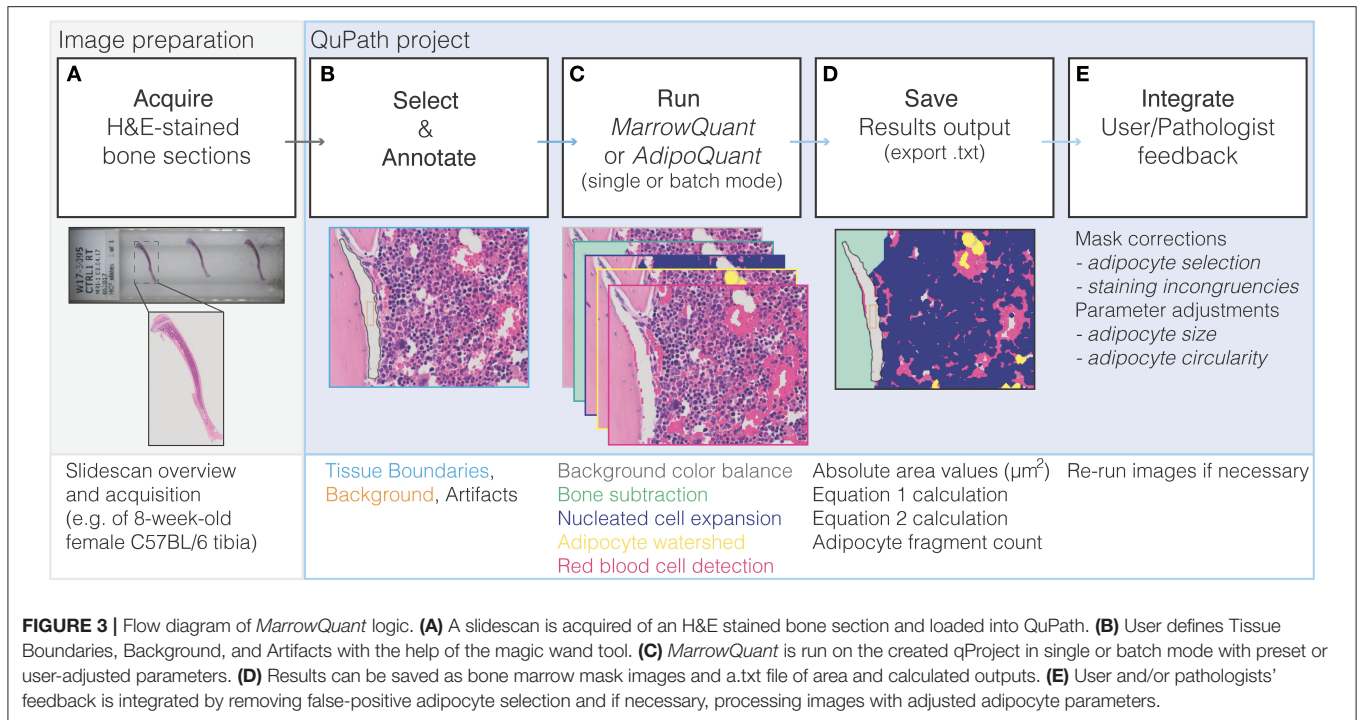 Image preparation
QuPath project
A
Acquire
H&E-stained
bone sections
B
Select
&
Annotate
C
Run
MarrowQuant
or AdipoQuant
(single or batch mode)
D
Save
Results output
(export .txt)
E
Integrate
User/Pathologist
feedback
W17-3-395
CTRL1 RT
Mask corrections
- adipocyte selection
- staining incongruencies
Parameter adjustments
- adipocyte size
- adipocyte circularity
Slidescan overview
and acquisition
(e.g. of 8-week-old
female C57BL/6 tibia)
Tissue Boundaries,
Background, Artifacts
Background color balance
Bone subtraction
Nucleated cell expansion
Adipocyte watershed
Red blood cell detection
Absolute area values (µm²)
Equation 1 calculation
Equation 2 calculation
Adipocyte fragment count
Re-run images if necessary
FIGURE 3 | Flow diagram of MarrowQuant logic. (A) A slidescan is acquired of an H&E stained bone section and loaded into QuPath. (B) User defines Tissue
Boundaries, Background, and Artifacts with the help of the magic wand tool. (C) MarrowQuant is run on the created qProject in single or batch mode with preset or
user-adjusted parameters. (D) Results can be saved as bone marrow mask images and a.txt file of area and calculated outputs. (E) User and/or pathologists'
feedback is integrated by removing false-positive adipocyte selection and if necessary, processing images with adjusted adipocyte parameters.